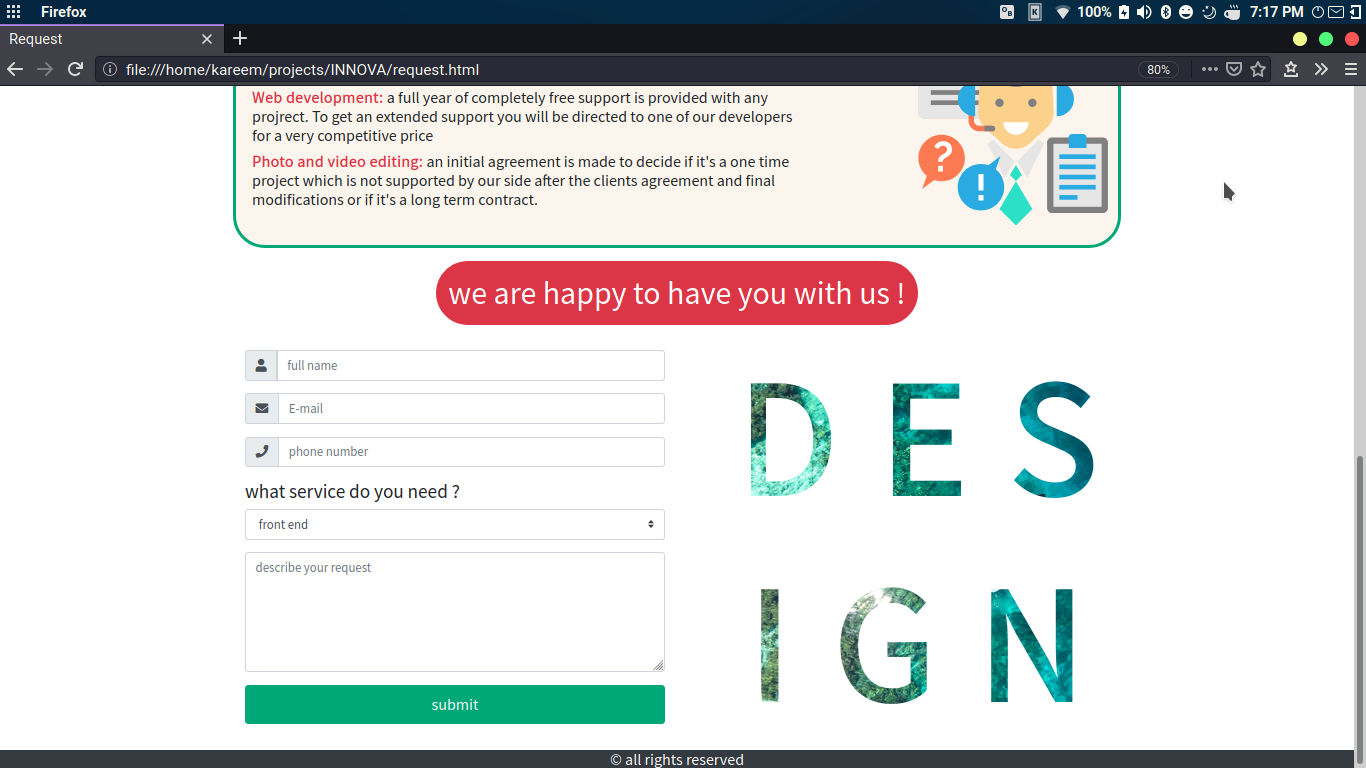 Firefox
100%
7:17 PM
Request
file:///home/kareem/projects/INNOVA/request.html
80%
Web development: a full year of completely free support is provided with any
projrect. To get an extended support you will be directed to one of our developers
for a very competitive price
Photo and video editing: an initial agreement is made to decide if it's a one time
project which is not supported by our side after the clients agreement and final
modifications or if it's a long term contract.
? !
we are happy to have you with us !
full name
E-mail
phone number
what service do you need ?
front end
describe your request
submit
D E S
I G N
© all rights reserved